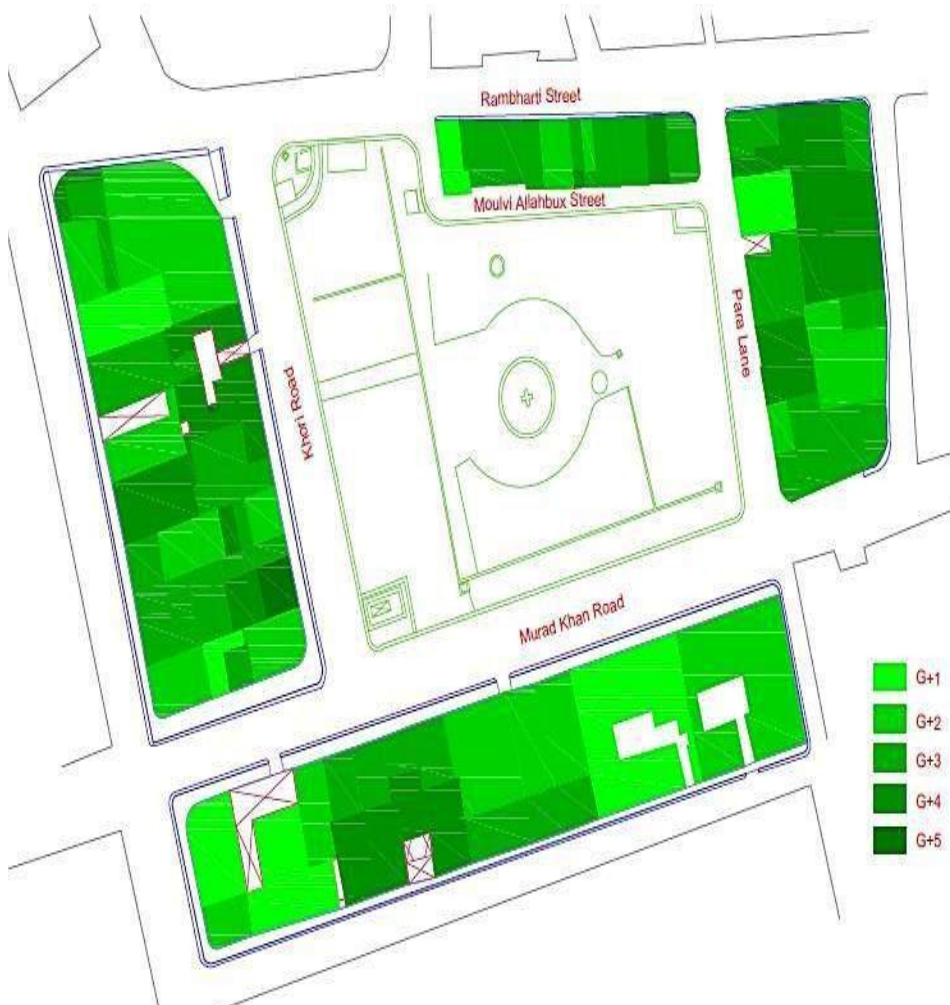 Rambharti Street
Moulvi Allahbux Street
Para Lane
Khori Road
Murad Khan Road
G+1
G+2
G+3
G+4
G+5